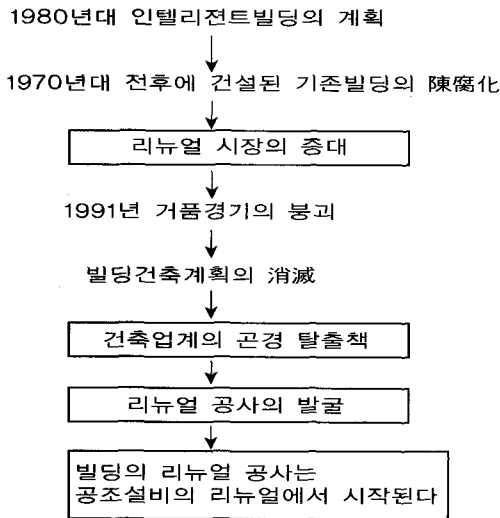 1980년대 인텔리젼트빌딩의 계획
1970년대 전후에 건설된 기존빌딩의 陳腐化
리뉴얼 시장의 증대
1991년 거품경기의 붕괴
빌딩건축계획의 消滅
건축업계의 곤경 탈출책
리뉴얼 공사의 발굴
빌딩의 리뉴얼 공사는
공조설비의 리뉴얼에서 시작된다